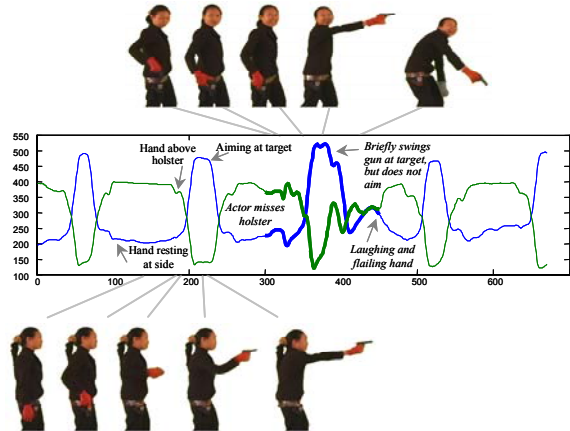 550
500
450
400
350
300
250
200
150
100
Hand above
holster
Aiming at target
Briefly swings
gun at target,
but does not
aim
Actor misses
holster
Hand resting
at side
Laughing and
flailing hand
0
100
200
300
400
500
600